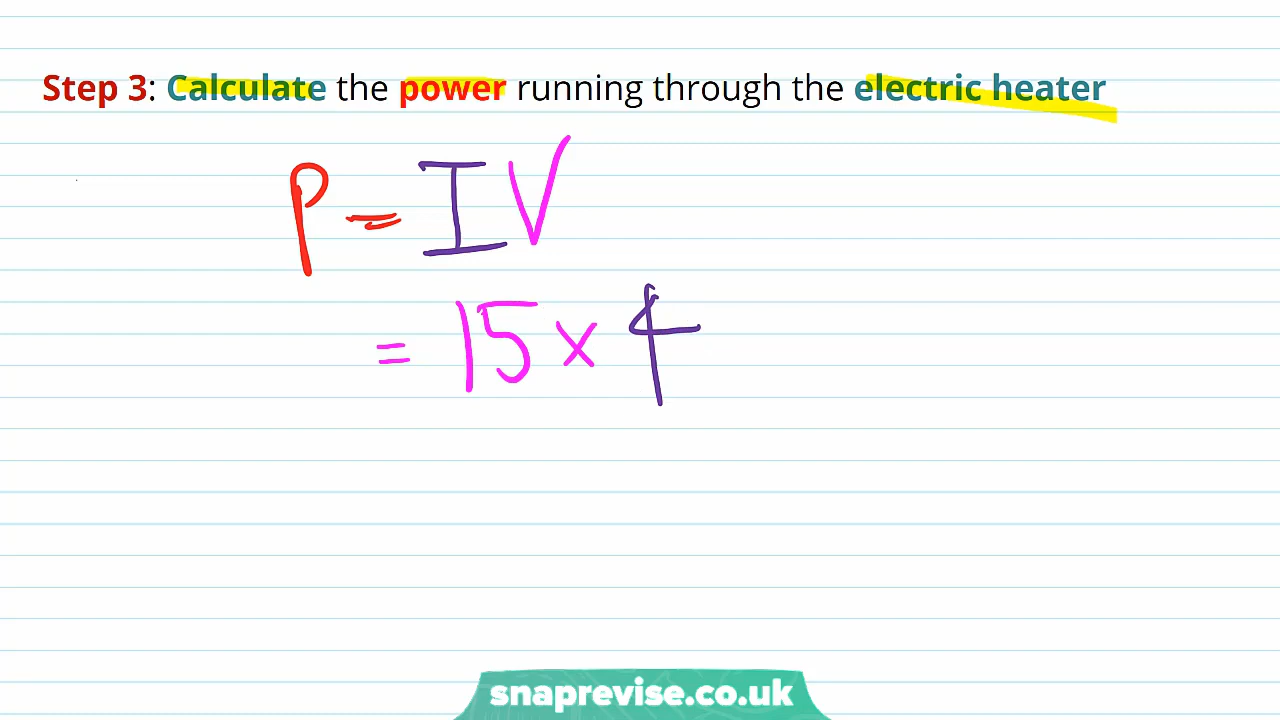 Step 3: Calculate the power running through the electric heater
P = IV
= 15 x 4
snaprevise.co.uk